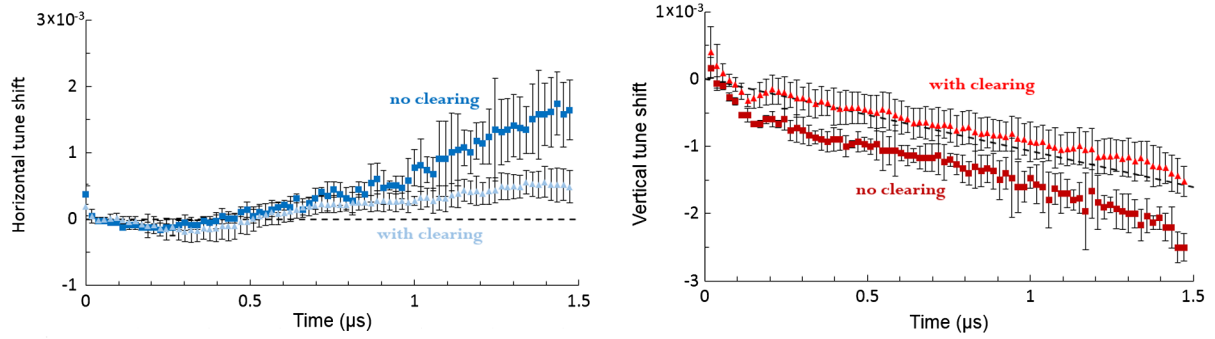 3×10⁻³
2
1
0
-1
Horizontal tune shift
no clearing
with clearing
0
0.5
1
1.5
Time (μs)
1×10⁻³
0
-1
-2
-3
Vertical tune shift
with clearing
no clearing
0
0.5
1
1.5
Time (μs)